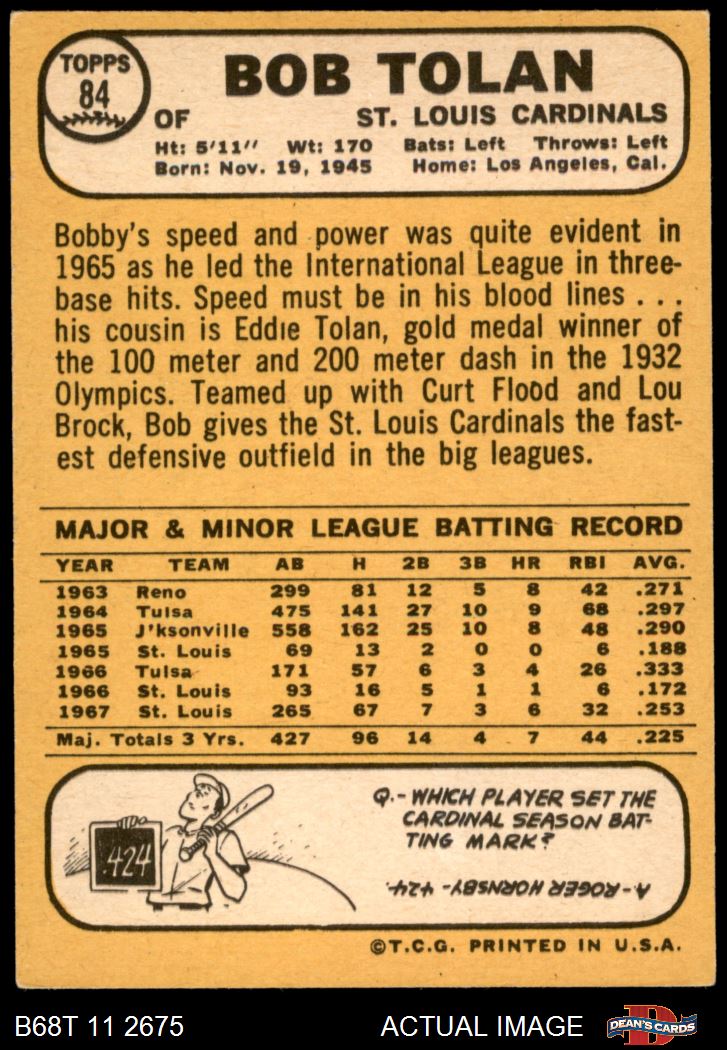 TOPPS
84
BOB TOLAN
OF ST. LOUIS CARDINALS
Ht: 5'11" Wt: 170 Bats: Left Throws: Left
Born: Nov. 19, 1945 Home: Los Angeles, Cal.
Bobby's speed and power was quite evident in
1965 as he led the International League in three-
base hits. Speed must be in his blood lines . . .
his cousin is Eddie Tolan, gold medal winner of
the 100 meter and 200 meter dash in the 1932
Olympics. Teamed up with Curt Flood and Lou
Brock, Bob gives the St. Louis Cardinals the fast-
est defensive outfield in the big leagues.
MAJOR & MINOR LEAGUE BATTING RECORD
YEAR TEAM AB H 2B 3B HR RBI AVG.
1963 Reno 299 81 12 5 8 42 .271
1964 Tulsa 475 141 27 10 9 68 .297
1965 J'ksonville 558 162 25 10 8 48 .290
1965 St. Louis 69 13 2 0 0 6 .188
1966 Tulsa 171 57 6 3 4 26 .333
1966 St. Louis 93 16 5 1 1 6 .172
1967 St. Louis 265 67 7 3 6 32 .253
Maj. Totals 3 Yrs. 427 96 14 4 7 44 .225
.424
Q.- WHICH PLAYER SET THE
CARDINAL SEASON BAT-
TING MARK?
A- ROGER HORNSBY- .424.
©T.C.G. PRINTED IN U.S.A.
B68T 11 2675 ACTUAL IMAGE DEAN'S CARDS